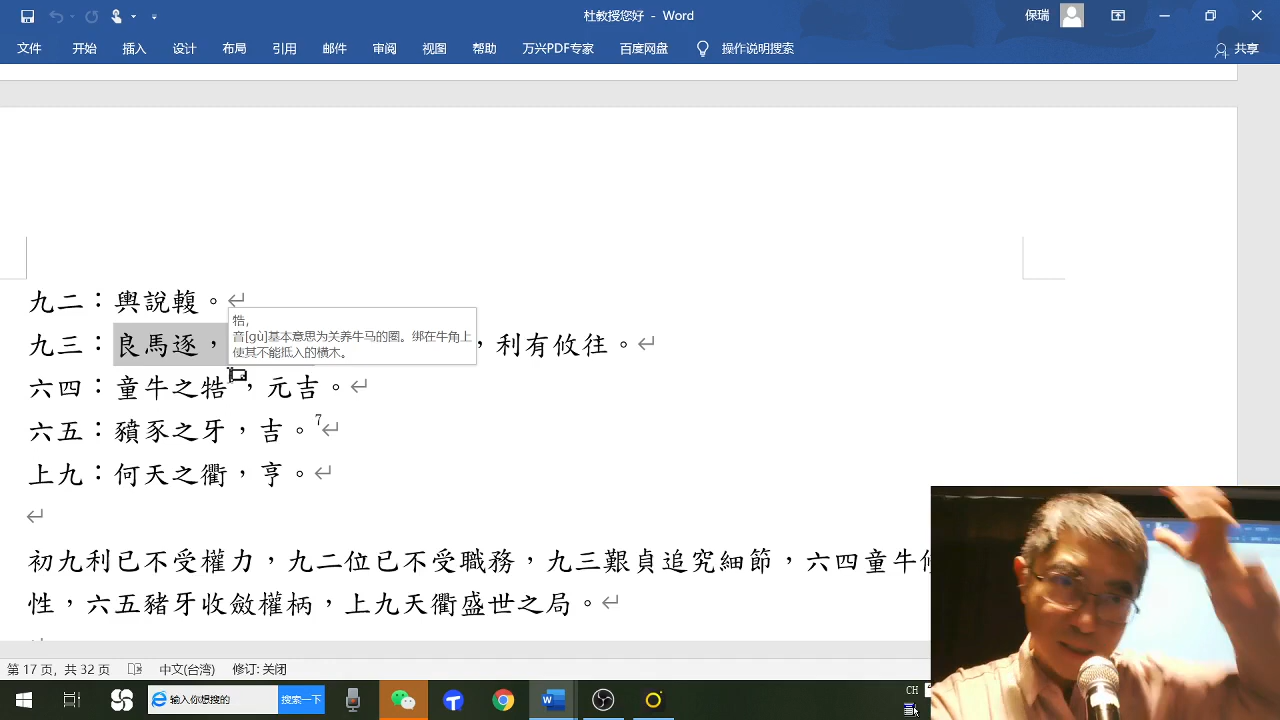 杜教授您好 - Word
保瑞
文件 开始 插入 设计 布局 引用 邮件 审阅 视图 帮助 万兴PDF专家 百度网盘 操作说明搜索 共享
九二：輿說輹。
牿,
音[gù]基本意思为关养牛马的圈。绑在牛角上
使其不能抵入的横木。
九三：良馬逐， ，利有攸往。
六四：童牛之牿，元吉。
六五：豶豕之牙，吉。7
上九：何天之衢，亨。
初九利已不受權力，九二位已不受職務，九三艱貞追究細節，六四童牛
性，六五豬牙收斂權柄，上九天衢盛世之局。
第 17 页，共 32 页 中文(台湾) 修订: 关闭
输入你想搜的 搜索一下
CH